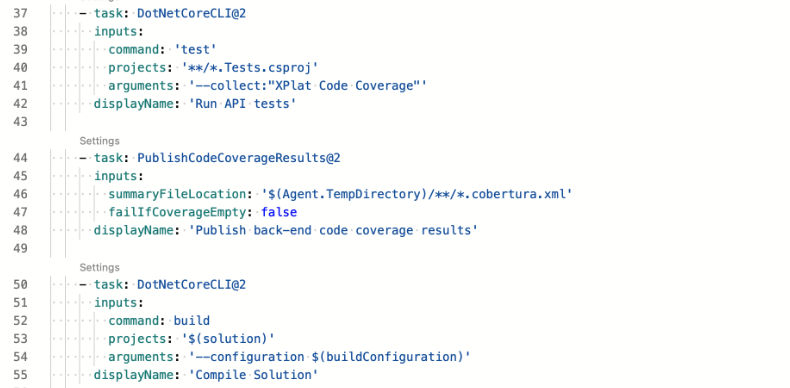 37 - task: DotNetCoreCLI@2
38 inputs:
39 command: 'test'
40 projects: '**/*.Tests.csproj'
41 arguments: '--collect:"XPlat Code Coverage"'
42 displayName: 'Run API tests'
43
Settings
44 - task: PublishCodeCoverageResults@2
45 inputs:
46 summaryFileLocation: '$(Agent.TempDirectory)/**/*.cobertura.xml'
47 failIfCoverageEmpty: false
48 displayName: 'Publish back-end code coverage results'
49
Settings
50 - task: DotNetCoreCLI@2
51 inputs:
52 command: build
53 projects: '$(solution)'
54 arguments: '--configuration $(buildConfiguration)'
55 displayName: 'Compile Solution'